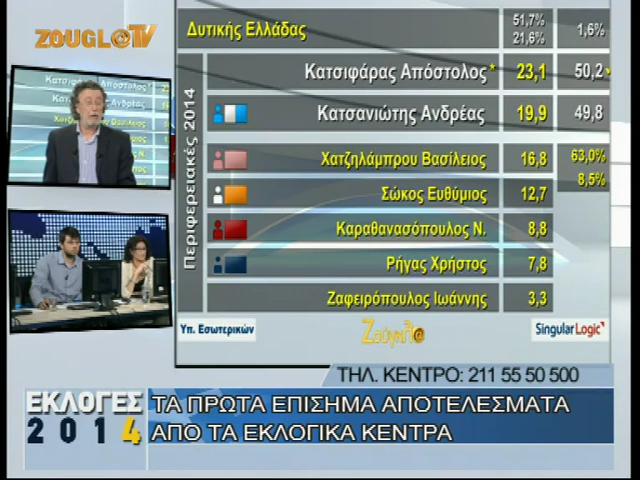 ZOUGL@TV
Δυτικής Ελλάδας 51,7% 21,6% 1,6%
Περιφερειακές 2014
Κατσιφάρας Απόστολος* 23,1 50,2
Κατσανιώτης Ανδρέας 19,9 49,8
Χατζηλάμπρου Βασίλειος 16,8 63,0%
8,5%
Σώκος Ευθύμιος 12,7
Καραθανασόπουλος Ν. 8,8
Ρήγας Χρήστος 7,8
Ζαφειρόπουλος Ιωάννης 3,3
Υπ. Εσωτερικών Ζούγκλ@ SingularLogic
ΤΗΛ. ΚΕΝΤΡΟ: 211 55 50 500
ΕΚΛΟΓΕΣ 2014
ΤΑ ΠΡΩΤΑ ΕΠΙΣΗΜΑ ΑΠΟΤΕΛΕΣΜΑΤΑ
ΑΠΟ ΤΑ ΕΚΛΟΓΙΚΑ ΚΕΝΤΡΑ